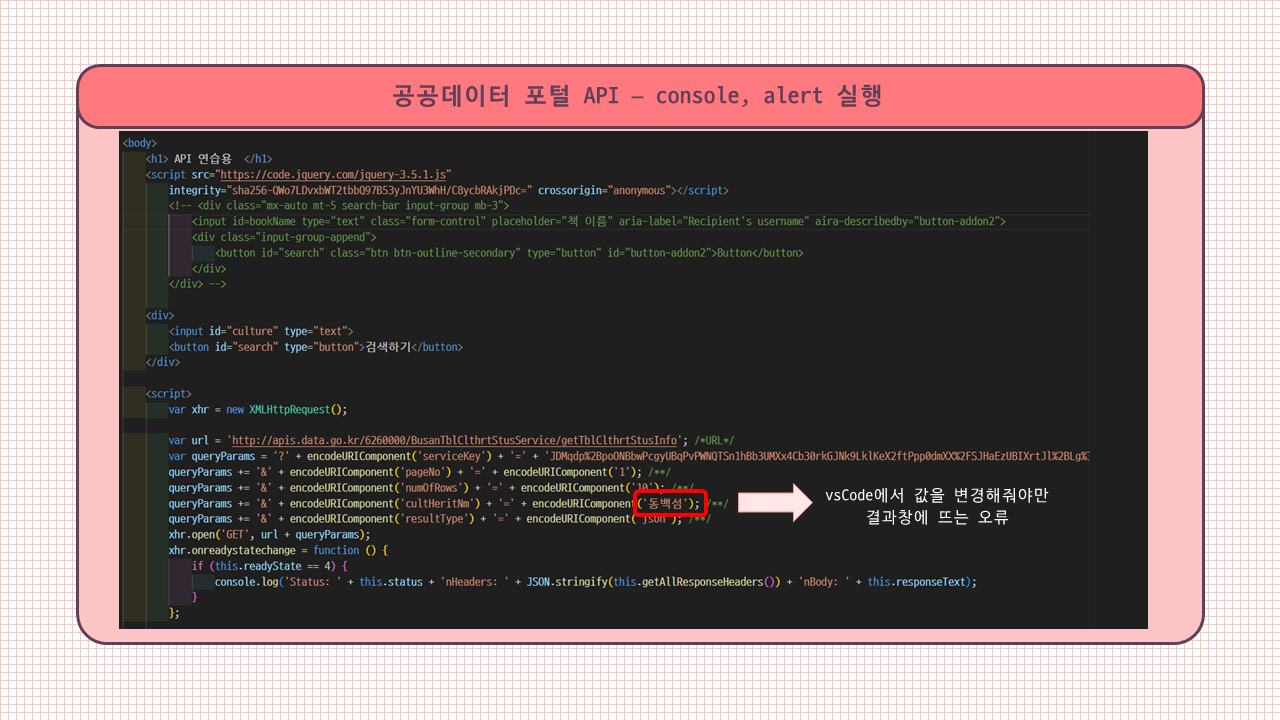 공공데이터 포털 API – console, alert 실행
<body>
<h1> API 연습용  </h1>
<script src="https://code.jquery.com/jquery-3.5.1.js"
integrity="sha256-QWo7LDvxbWT2tbbQ97B53yJnYU3WhH/C8ycbRAkjPDc=" crossorigin="anonymous"></script>
<!-- <div class="mx-auto mt-5 search-bar input-group mb-3">
<input id=bookName type="text" class="form-control" placeholder="책 이름" aria-label="Recipient's username" aira-describedby="button-addon2">
<div class="input-group-append">
<button id="search" class="btn btn-outline-secondary" type="button" id="button-addon2">Button</button>
</div>
</div> -->
<div>
<input id="culture" type="text">
<button id="search" type="button">검색하기</button>
</div>
<script>
var xhr = new XMLHttpRequest();
var url = 'http://apis.data.go.kr/6260000/BusanTblClthrtStusService/getTblClthrtStusInfo'; /*URL*/
var queryParams = '?' + encodeURIComponent('serviceKey') + '=' +
queryParams += '&' + encodeURIComponent('pageNo') + '=' + encodeURIComponent('1'); /**/
queryParams += '&' + encodeURIComponent('numOfRows') + '=' + encodeURIComponent('10'); /**/
queryParams += '&' + encodeURIComponent('cultHeritNm') + '=' + encodeURIComponent('동백섬'); /**/
queryParams += '&' + encodeURIComponent('resultType') + '=' + encodeURIComponent('json'); /**/
xhr.open('GET', url + queryParams);
xhr.onreadystatechange = function () {
if (this.readyState == 4) {
console.log('Status: ' + this.status + 'nHeaders: ' + JSON.stringify(this.getAllResponseHeaders()) + 'nBody: ' + this.responseText);
}
};
vsCode에서 값을 변경해줘야만
결과창에 뜨는 오류